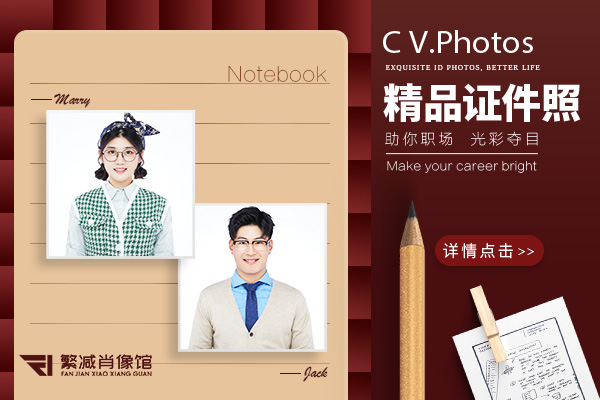 Notebook
Marry
Jack
繁减肖像馆
FAN JIAN XIAO XIANG GUAN
C V.Photos
EXQUISITE ID PHOTOS, BETTER LIFE
精品证件照
助你职场 光彩夺目
Make your career bright
详情点击>>